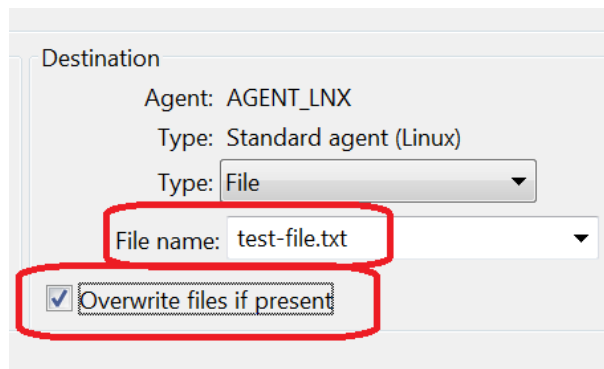 Destination
Agent: AGENT_LNX
Type: Standard agent (Linux)
Type: File
File name: test-file.txt
Overwrite files if present